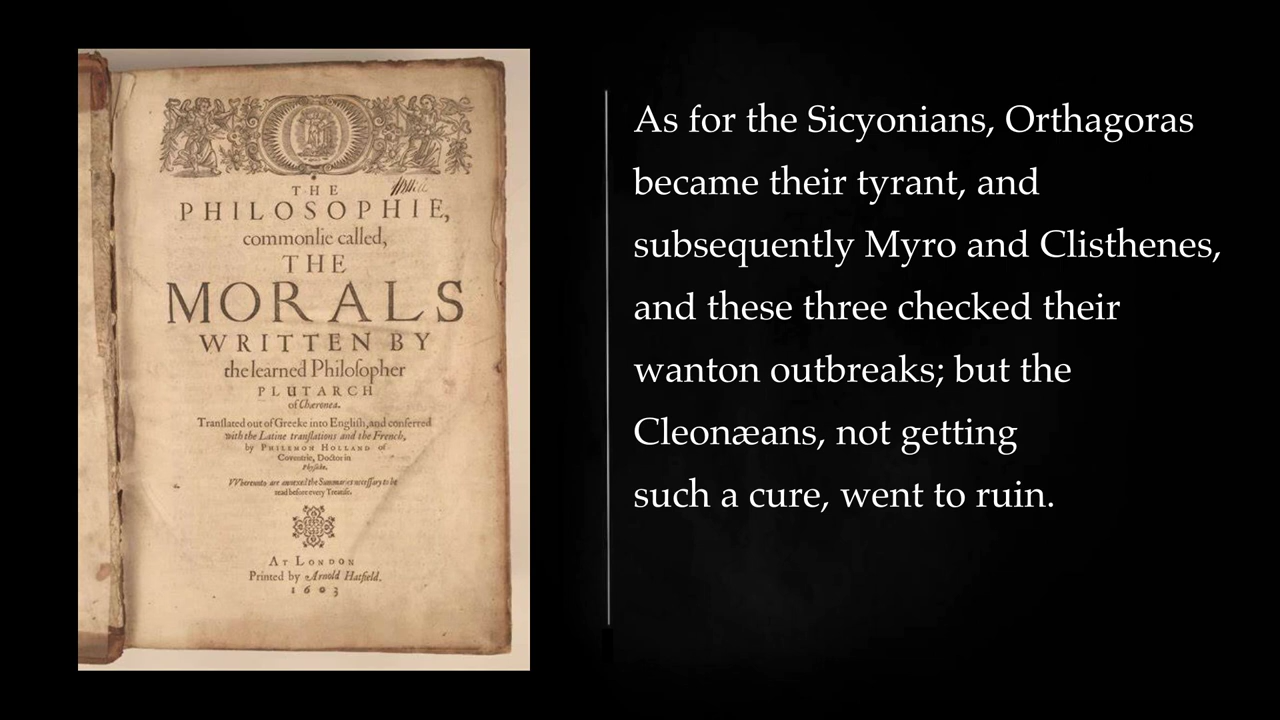 THE
PHILOSOPHIE,
commonlie called,
THE
MORALS
WRITTEN BY
the learned Philoſopher
PLUTARCH
of Chæronea.
Tranſlated out of Greeke into Engliſh, and conferred
with the Latine tranſlations and the French,
by PHILEMON HOLLAND of
Coventrie, Doctor in
Phyſicke.
VVhereunto are annexed the Summaries neceſſary to be
read before every Treatiſe.
AT LONDON
Printed by Arnold Hatfield.
1603
As for the Sicyonians, Orthagoras
became their tyrant, and
subsequently Myro and Clisthenes,
and these three checked their
wanton outbreaks; but the
Cleonæans, not getting
such a cure, went to ruin.